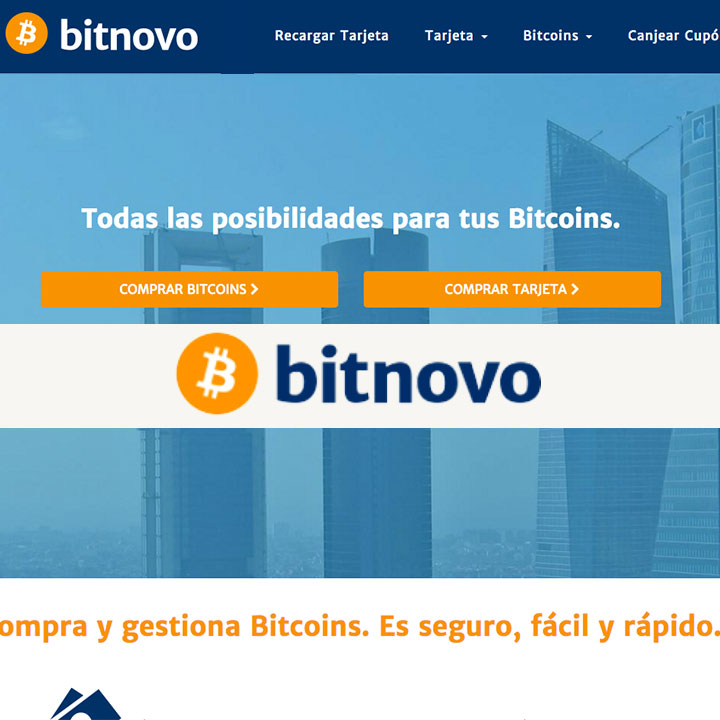 bitnovo
Recargar Tarjeta Tarjeta Bitcoins Canjear Cupó
Todas las posibilidades para tus Bitcoins.
COMPRAR BITCOINS COMPRAR TARJETA
bitnovo
ompra y gestiona Bitcoins. Es seguro, fácil y rápido.